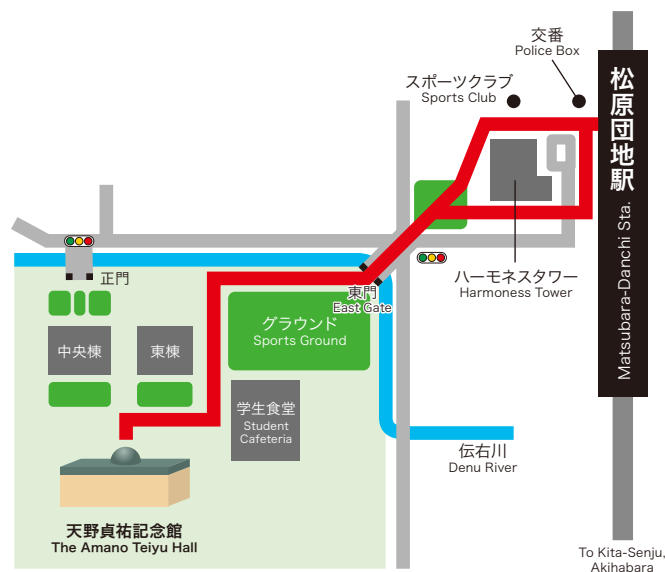 交番
Police Box
スポーツクラブ
Sports Club
松原団地駅
Matsubara-Danchi Sta.
ハーモネスタワー
Harmoness Tower
正門
東門
East Gate
グラウンド
Sports Ground
中央棟
東棟
学生食堂
Student
Cafeteria
伝右川
Denu River
天野貞祐記念館
The Amano Teiyu Hall
To Kita-Senju,
Akihabara